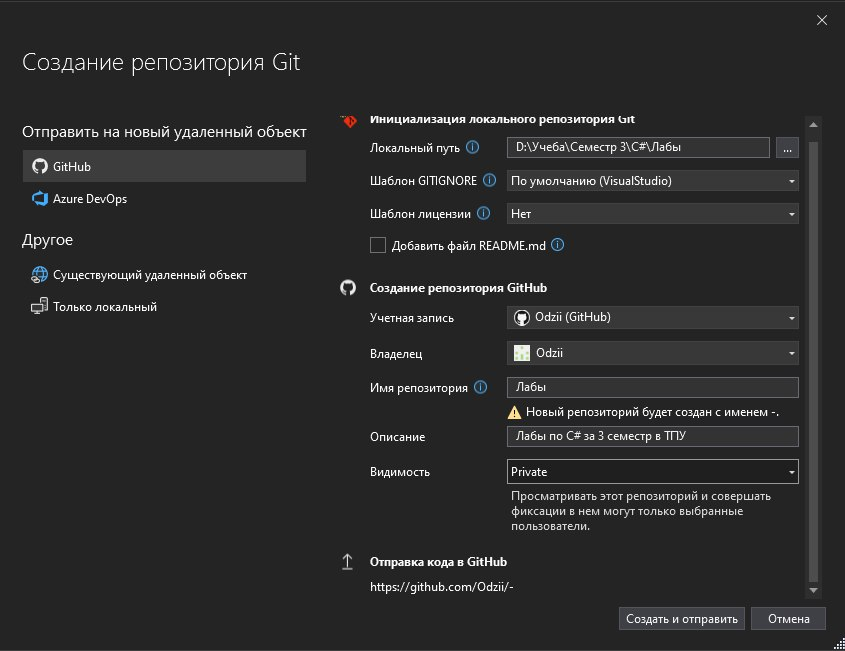 Создание репозитория Git
Отправить на новый удаленный объект
GitHub
Azure DevOps
Другое
Существующий удаленный объект
Только локальный
Инициализация локального репозитория Git
Локальный путь
D:\Учеба\Семестр 3\C#\Лабы
...
Шаблон GITIGNORE
По умолчанию (VisualStudio)
Шаблон лицензии
Нет
Добавить файл README.md
Создание репозитория GitHub
Учетная запись
Odzii (GitHub)
Владелец
Odzii
Имя репозитория
Лабы
Новый репозиторий будет создан с именем -.
Описание
Лабы по C# за 3 семестр в ТПУ
Видимость
Private
Просматривать этот репозиторий и совершать
фиксации в нем могут только выбранные
пользователи.
Отправка кода в GitHub
https://github.com/Odzii/-
Создать и отправить
Отмена